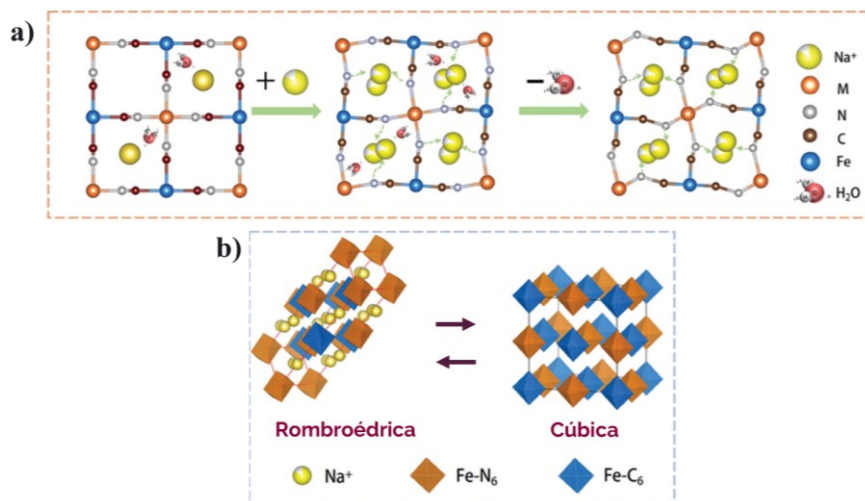 a)
+
−
Na⁺
M
N
C
Fe
H₂O
b)
Rombroédrica
Cúbica
Na⁺
Fe-N₆
Fe-C₆